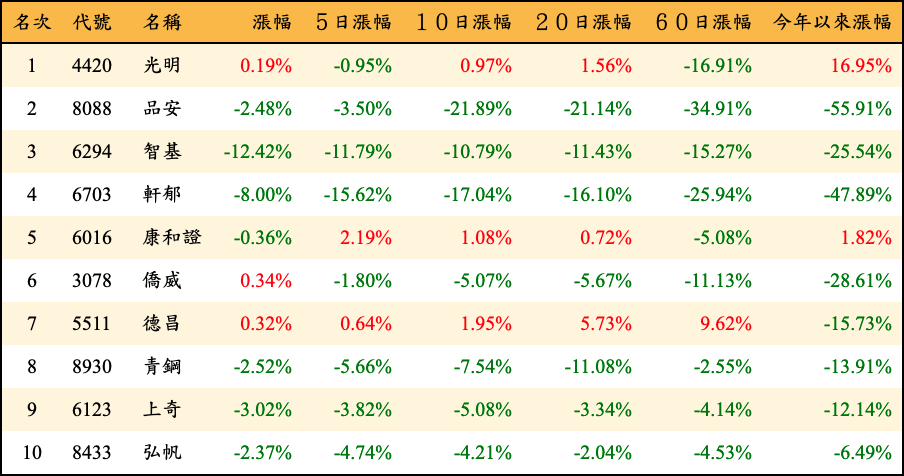 名次 代號 名稱 漲幅 5日漲幅 10日漲幅 20日漲幅 60日漲幅 今年以來漲幅
1 4420 光明 0.19% -0.95% 0.97% 1.56% -16.91% 16.95%
2 8088 品安 -2.48% -3.50% -21.89% -21.14% -34.91% -55.91%
3 6294 智基 -12.42% -11.79% -10.79% -11.43% -15.27% -25.54%
4 6703 軒郁 -8.00% -15.62% -17.04% -16.10% -25.94% -47.89%
5 6016 康和證 -0.36% 2.19% 1.08% 0.72% -5.08% 1.82%
6 3078 僑威 0.34% -1.80% -5.07% -5.67% -11.13% -28.61%
7 5511 德昌 0.32% 0.64% 1.95% 5.73% 9.62% -15.73%
8 8930 青鋼 -2.52% -5.66% -7.54% -11.08% -2.55% -13.91%
9 6123 上奇 -3.02% -3.82% -5.08% -3.34% -4.14% -12.14%
10 8433 弘帆 -2.37% -4.74% -4.21% -2.04% -4.53% -6.49%